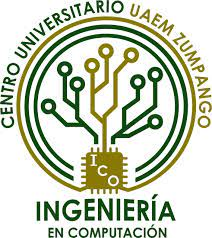 CENTRO UNIVERSITARIO UAEM ZUMPANGO
ICO
INGENIERÍA
EN COMPUTACIÓN